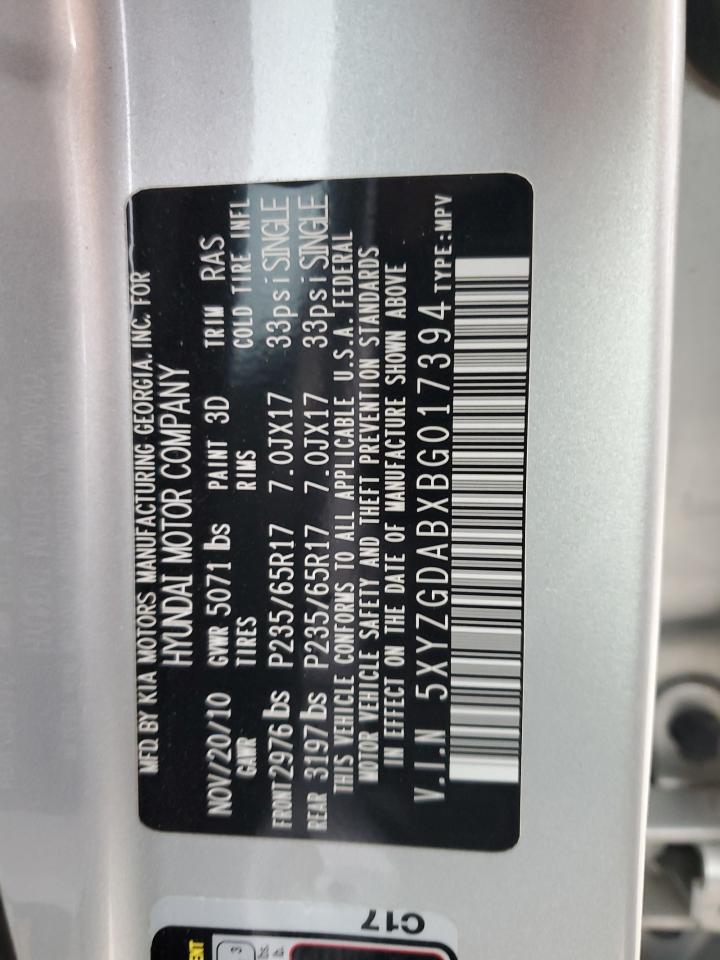 MFD BY KIA MOTORS MANUFACTURING GEORGIA, INC. FOR
HYUNDAI MOTOR COMPANY
NOV/20/10 GVWR 5071 lbs PAINT 3D TRIM RAS
GAWR TIRES RIMS COLD TIRE INFL
FRONT 2976 lbs P235/65R17 7.0JX17 33psi SINGLE
REAR 3197 lbs P235/65R17 7.0JX17 33psi SINGLE
THIS VEHICLE CONFORMS TO ALL APPLICABLE U.S.A. FEDERAL
MOTOR VEHICLE SAFETY AND THEFT PREVENTION STANDARDS
IN EFFECT ON THE DATE OF MANUFACTURE SHOWN ABOVE
V.I.N 5XYZGDABXBG017394 TYPE:MPV
C17